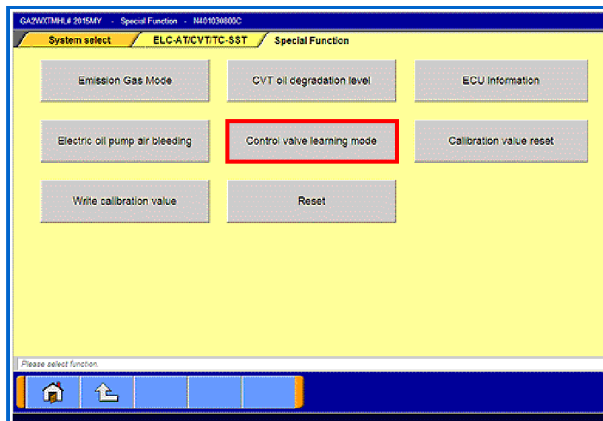 GA2WXTMHL# 2015MY - Special Function - N401030800C
System select ELC-AT/CVT/TC-SST Special Function
Emission Gas Mode CVT oil degradation level ECU Information
Electric oil pump air bleeding Control valve learning mode Calibration value reset
Write calibration value Reset
Please select function.